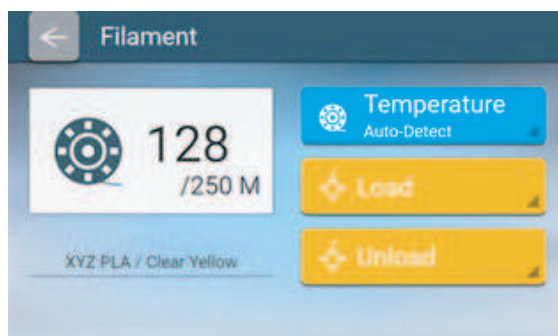 Filament
128
/250 M
XYZ PLA / Clear Yellow
Temperature
Auto-Detect
Load
Unload